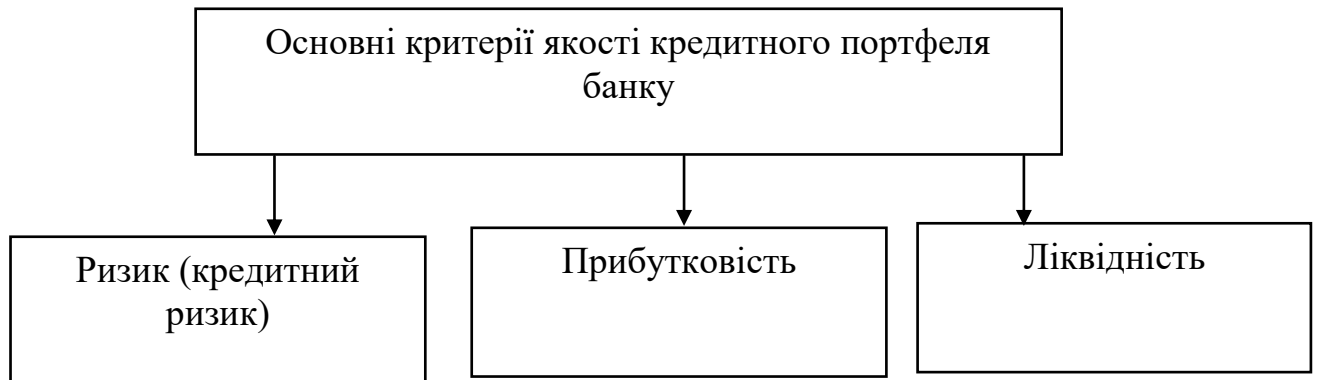 Основні критерії якості кредитного портфеля
банку
Ризик (кредитний
ризик)
Прибутковість
Ліквідність